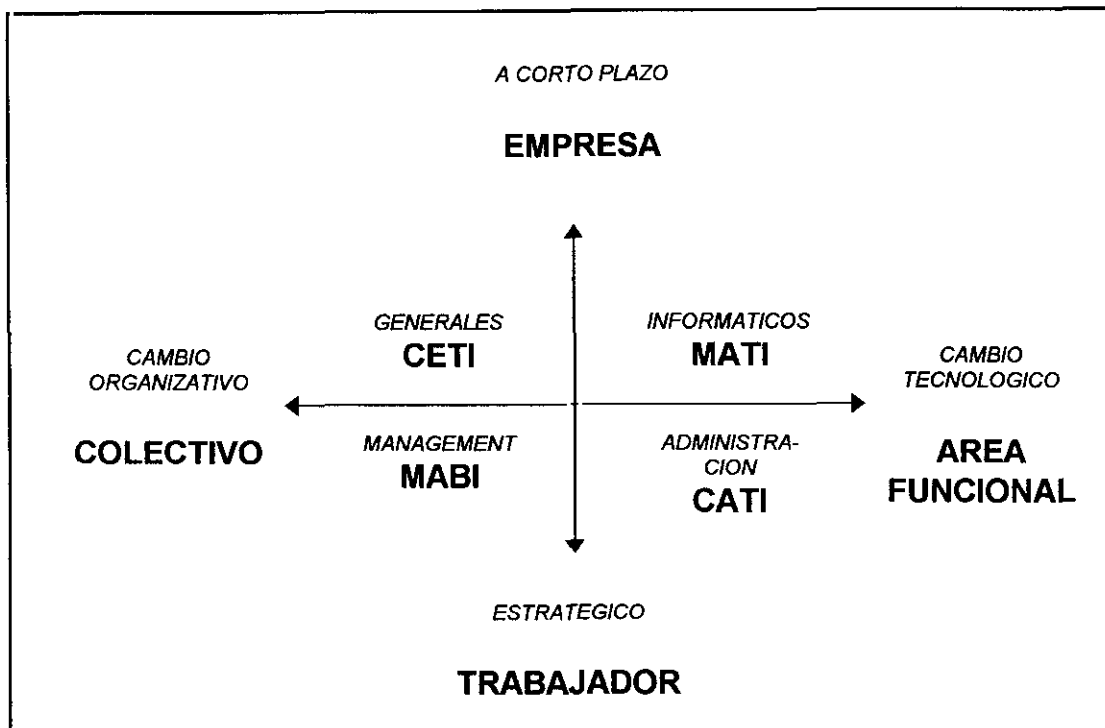 A CORTO PLAZO
EMPRESA
GENERALES
CETI
INFORMATICOS
MATI
CAMBIO
ORGANIZATIVO
CAMBIO
TECNOLOGICO
COLECTIVO
MANAGEMENT
MABI
ADMINISTRA-
CION
CATI
AREA
FUNCIONAL
ESTRATEGICO
TRABAJADOR